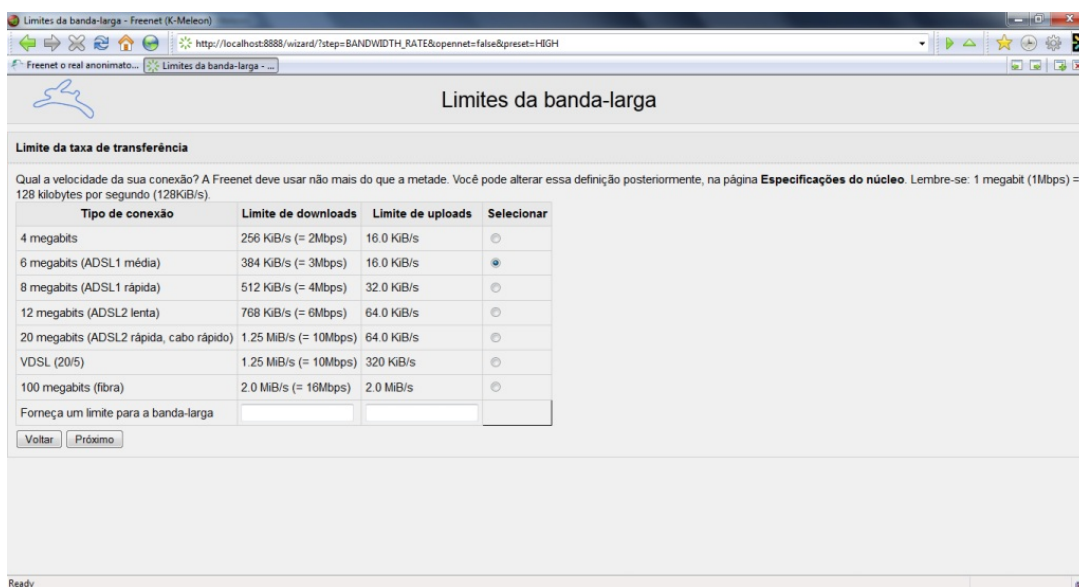 Limites da banda-larga - Freenet (K-Meleon)
http://localhost:8888/wizard/?step=BANDWIDTH_RATE&opennet=false&preset=HIGH
Freenet o real anonimato... Limites da banda-larga - ...
Limites da banda-larga
Limite da taxa de transferência
Qual a velocidade da sua conexão? A Freenet deve usar não mais do que a metade. Você pode alterar essa definição posteriormente, na página Especificações do núcleo. Lembre-se: 1 megabit (1Mbps) =
128 kilobytes por segundo (128KiB/s).
Tipo de conexão Limite de downloads Limite de uploads Selecionar
4 megabits 256 KiB/s (= 2Mbps) 16.0 KiB/s
6 megabits (ADSL1 média) 384 KiB/s (= 3Mbps) 16.0 KiB/s
8 megabits (ADSL1 rápida) 512 KiB/s (= 4Mbps) 32.0 KiB/s
12 megabits (ADSL2 lenta) 768 KiB/s (= 6Mbps) 64.0 KiB/s
20 megabits (ADSL2 rápida, cabo rápido) 1.25 MiB/s (= 10Mbps) 64.0 KiB/s
VDSL (20/5) 1.25 MiB/s (= 10Mbps) 320 KiB/s
100 megabits (fibra) 2.0 MiB/s (= 16Mbps) 2.0 MiB/s
Forneça um limite para a banda-larga
Voltar Próximo
Ready